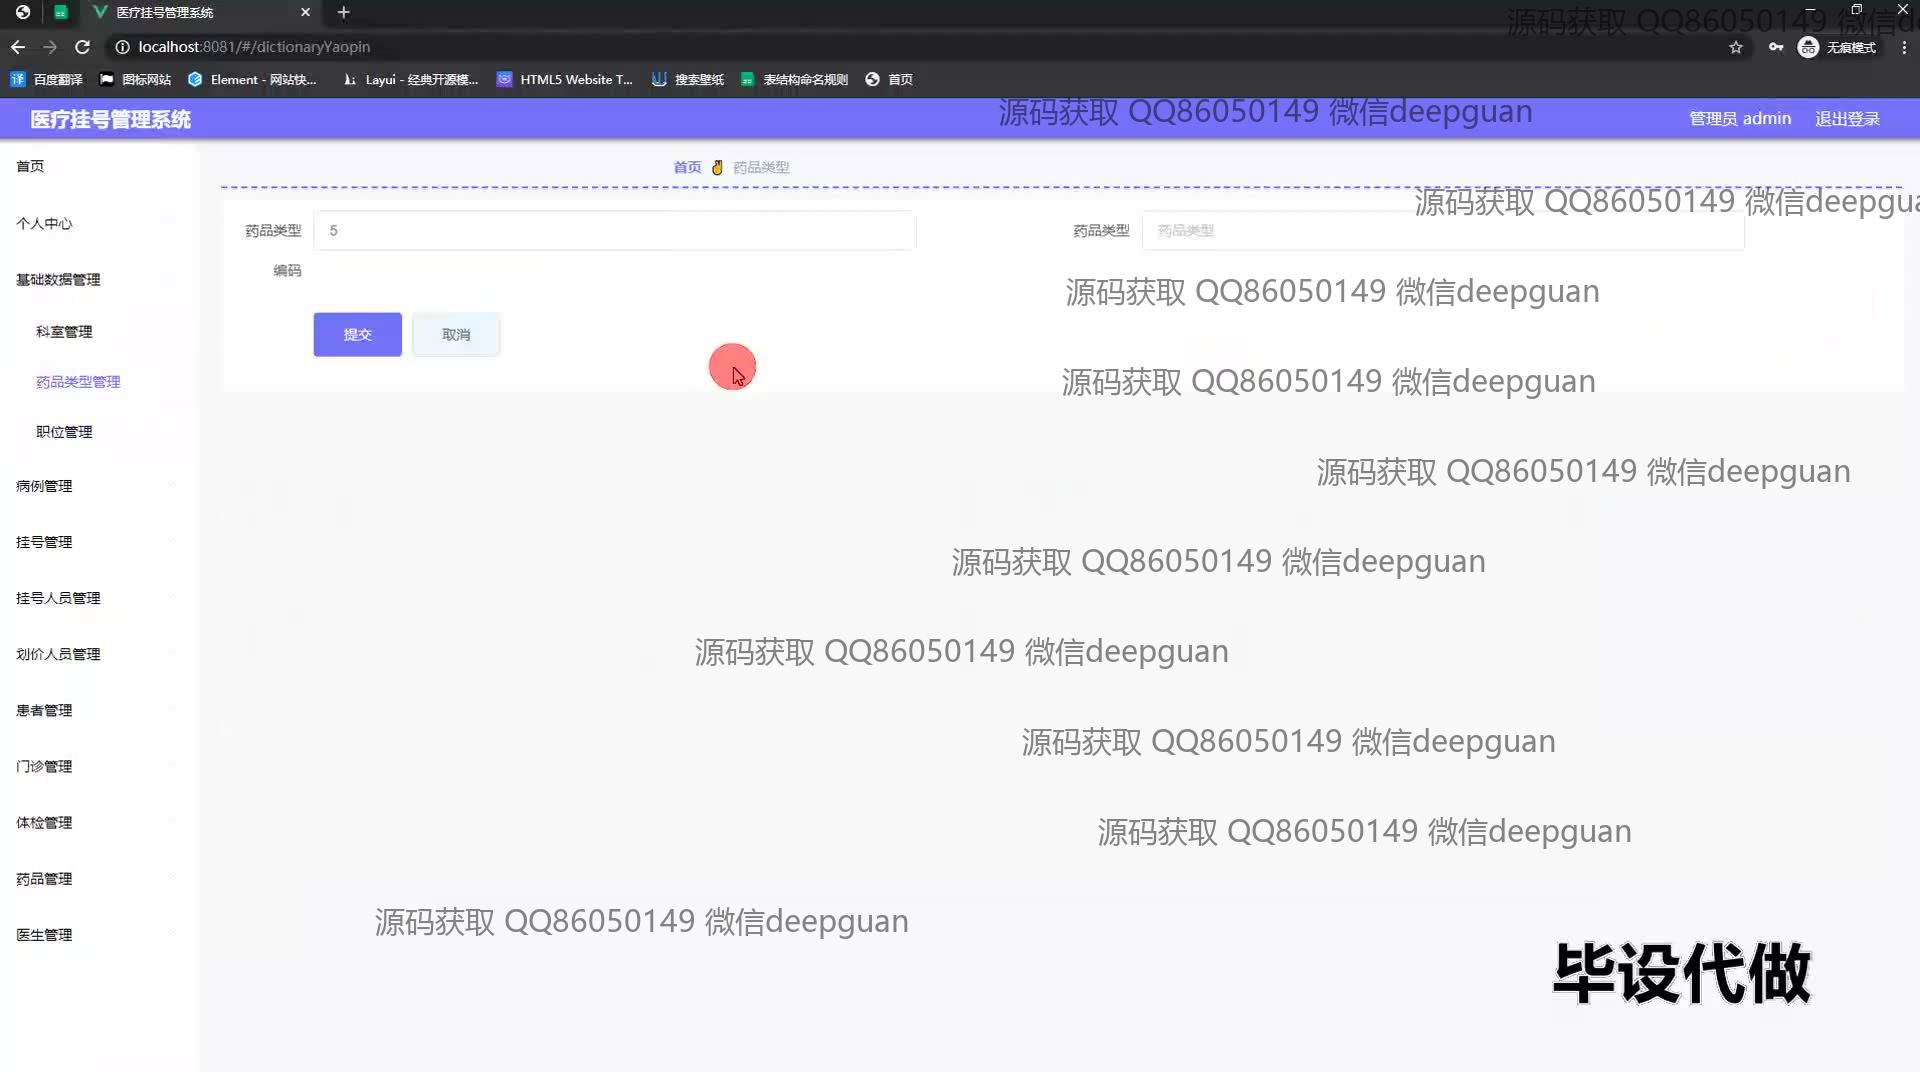 医疗挂号管理系统
源码获取 QQ86050149 微信d
localhost:8081/#/dictionaryYaopin
无痕模式
百度翻译 图标网站 Element - 网站快... Layui - 经典开源模... HTML5 Website T... 搜索壁纸 表结构命名规则 首页
医疗挂号管理系统
源码获取 QQ86050149 微信deepguan
管理员 admin 退出登录
首页
首页 药品类型
源码获取 QQ86050149 微信deepgua
个人中心
药品类型 5
药品类型 药品类型
编码
基础数据管理
源码获取 QQ86050149 微信deepguan
科室管理
提交 取消
药品类型管理
源码获取 QQ86050149 微信deepguan
职位管理
源码获取 QQ86050149 微信deepguan
病例管理
挂号管理
源码获取 QQ86050149 微信deepguan
挂号人员管理
划价人员管理
源码获取 QQ86050149 微信deepguan
患者管理
源码获取 QQ86050149 微信deepguan
门诊管理
体检管理
源码获取 QQ86050149 微信deepguan
药品管理
源码获取 QQ86050149 微信deepguan
医生管理
毕设代做